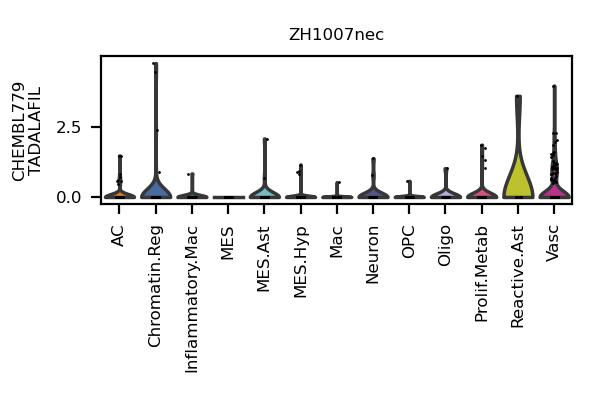 ZH1007nec
CHEMBL779
TADALAFIL
2.5
0.0
AC
Chromatin.Reg
Inflammatory.Mac
MES
MES.Ast
MES.Hyp
Mac
Neuron
OPC
Oligo
Prolif.Metab
Reactive.Ast
Vasc